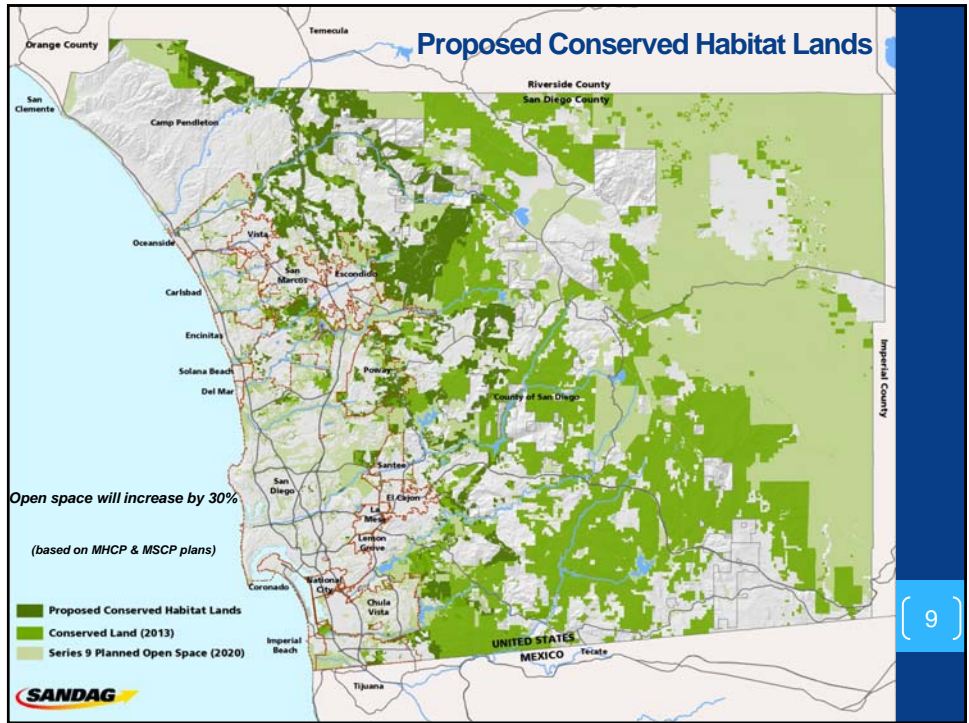 Proposed Conserved Habitat Lands
Temecula
Orange County
Riverside County
San Diego County
San
Clemente
Camp Pendleton
Oceanside
Vista
San
Marcos
Escondido
Carlsbad
Encinitas
Solana Beach
Del Mar
Poway
County of San Diego
Imperial County
Santee
San
Diego
El Cajon
La
Mesa
Lemon
Grove
Open space will increase by 30%
(based on MHCP & MSCP plans)
Coronado
National
City
Chula
Vista
Imperial
Beach
UNITED STATES
MEXICO
Tecate
Tijuana
Proposed Conserved Habitat Lands
Conserved Land (2013)
Series 9 Planned Open Space (2020)
SANDAG
9